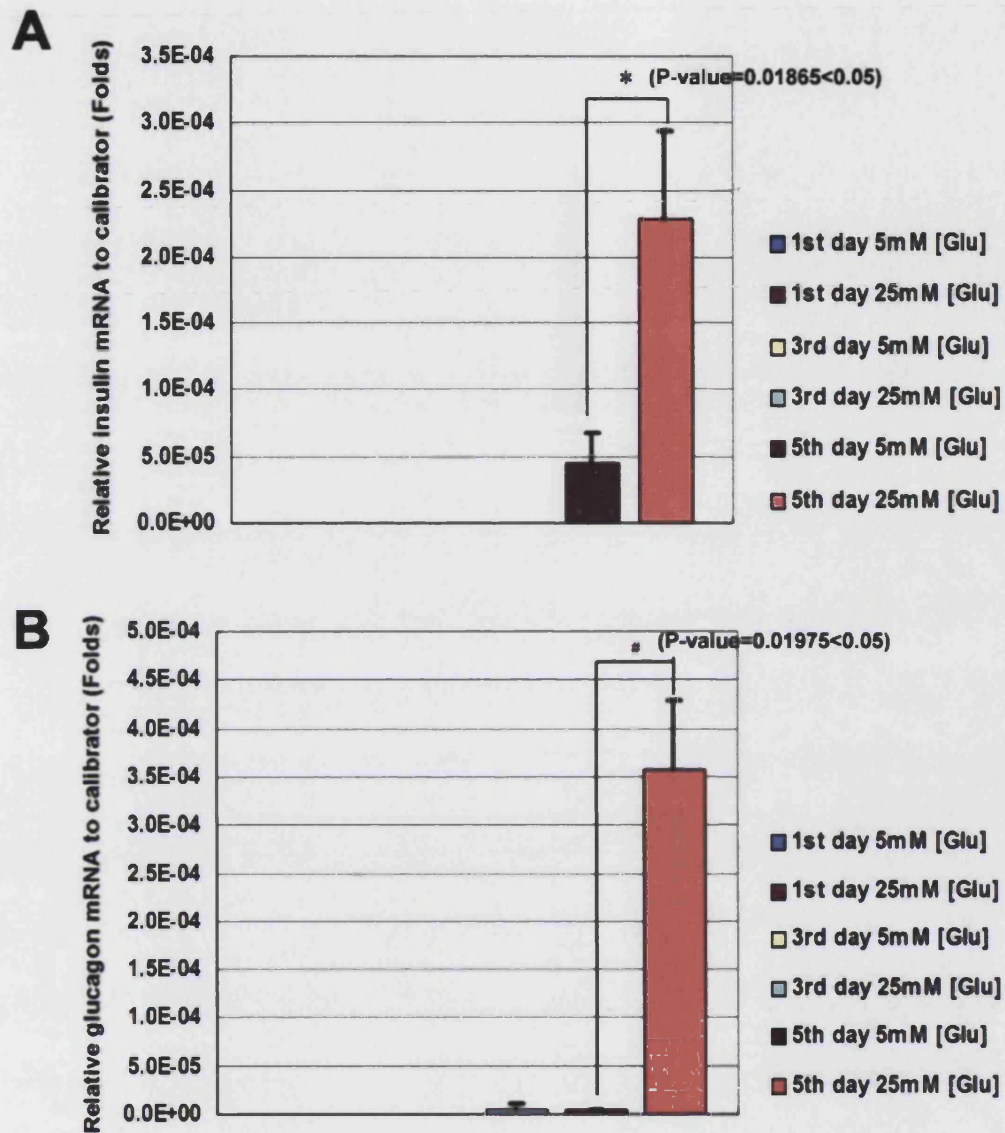 A
Relative insulin mRNA to calibrator (Folds)
3.5E-04
3.0E-04
2.5E-04
2.0E-04
1.5E-04
1.0E-04
5.0E-05
0.0E+00
* (P-value=0.01865<0.05)
1st day 5mM [Glu]
1st day 25mM [Glu]
3rd day 5mM [Glu]
3rd day 25mM [Glu]
5th day 5mM [Glu]
5th day 25mM [Glu]
B
Relative glucagon mRNA to calibrator (Folds)
5.0E-04
4.5E-04
4.0E-04
3.5E-04
3.0E-04
2.5E-04
2.0E-04
1.5E-04
1.0E-04
5.0E-05
0.0E+00
* (P-value=0.01975<0.05)
1st day 5mM [Glu]
1st day 25mM [Glu]
3rd day 5mM [Glu]
3rd day 25mM [Glu]
5th day 5mM [Glu]
5th day 25mM [Glu]